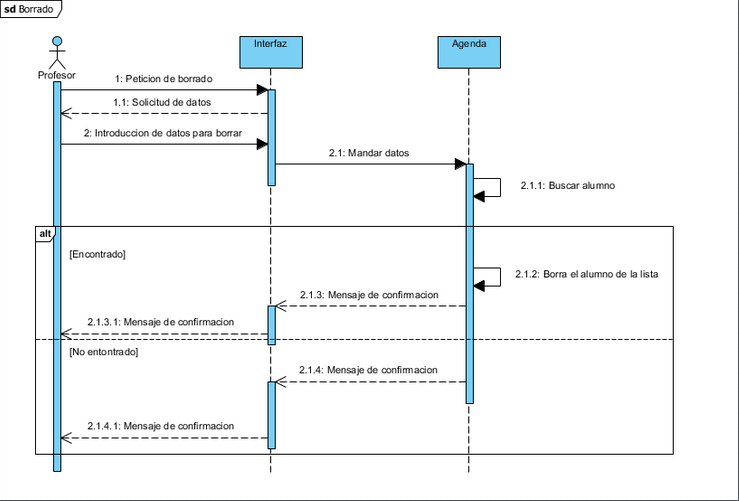 sd Borrado
Interfaz
Agenda
Profesor
1: Peticion de borrado
1.1: Solicitud de datos
2: Introduccion de datos para borrar
2.1: Mandar datos
2.1.1: Buscar alumno
alt
[Encontrado]
2.1.2: Borra el alumno de la lista
2.1.3: Mensaje de confirmacion
2.1.3.1: Mensaje de confirmacion
[No entontrado]
2.1.4: Mensaje de confirmacion
2.1.4.1: Mensaje de confirmacion